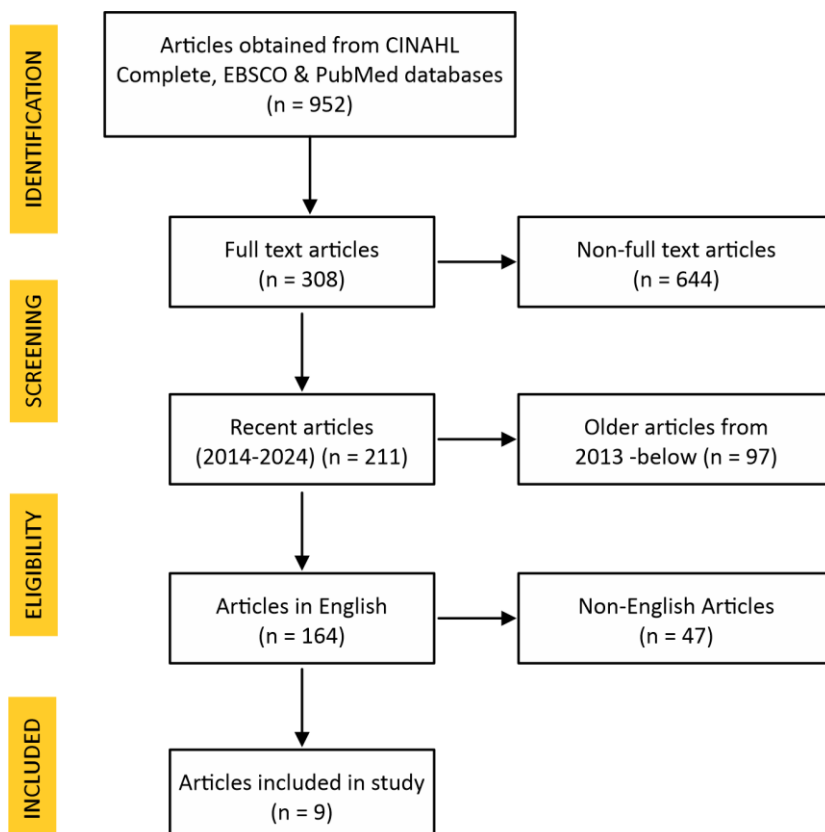 IDENTIFICATION
Articles obtained from CINAHL
Complete, EBSCO & PubMed databases
(n = 952)
Full text articles
(n = 308)
Non-full text articles
(n = 644)
SCREENING
Recent articles
(2014-2024) (n = 211)
Older articles from
2013 -below (n = 97)
ELIGIBILITY
Articles in English
(n = 164)
Non-English Articles
(n = 47)
INCLUDED
Articles included in study
(n = 9)